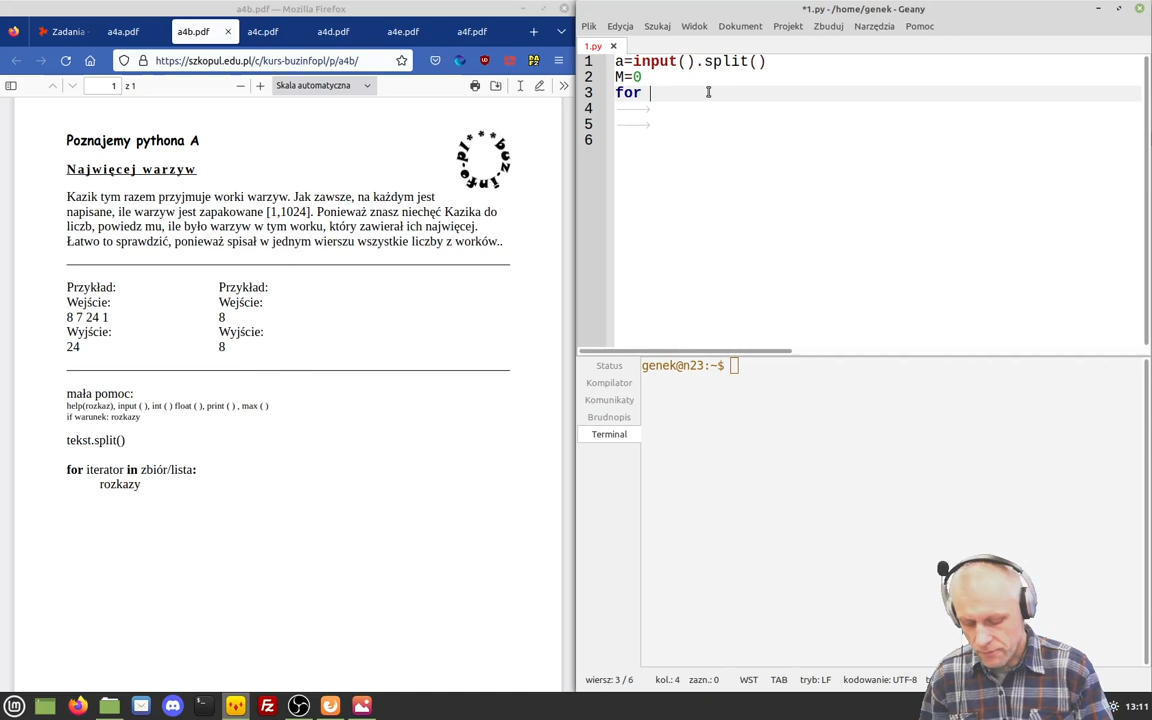 a4b.pdf — Mozilla Firefox
*1.py - /home/genek - Geany
Zadania
a4a.pdf
a4b.pdf
a4c.pdf
a4d.pdf
a4e.pdf
a4f.pdf
https://szkopul.edu.pl/c/kurs-buzinfopl/p/a4b/
1 z 1
Skala automatyczna
Poznajemy pythona A
Najwięcej warzyw
**buz.info.pl*
Kazik tym razem przyjmuje worki warzyw. Jak zawsze, na każdym jest
napisane, ile warzyw jest zapakowane [1,1024]. Ponieważ znasz niechęć Kazika do
liczb, powiedz mu, ile było warzyw w tym worku, który zawierał ich najwięcej.
Łatwo to sprawdzić, ponieważ spisał w jednym wierszu wszystkie liczby z worków..
Przykład:
Wejście:
8 7 24 1
Wyjście:
24
Przykład:
Wejście:
8
Wyjście:
8
mała pomoc:
help(rozkaz), input ( ), int ( ) float ( ), print ( ) , max ( )
if warunek: rozkazy
tekst.split()
for iterator in zbiór/lista:
rozkazy
Plik Edycja Szukaj Widok Dokument Projekt Zbuduj Narzędzia Pomoc
1.py
1 a=input().split()
2 M=0
3 for
4
5
6
Status
Kompilator
Komunikaty
Brudnopis
Terminal
genek@n23:~$
wiersz: 3 / 6 kol.: 4 zazn.: 0 WST TAB tryb: LF kodowanie: UTF-8
13:11